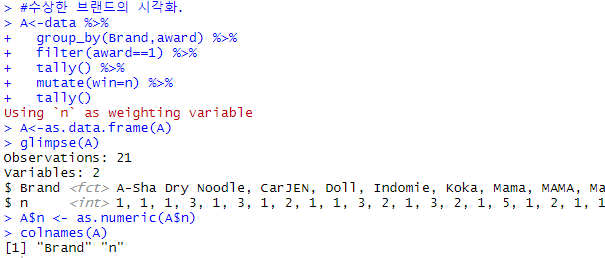 > #수상한 브랜드의 시각화.
> A<-data %>%
+   group_by(Brand,award) %>%
+   filter(award==1) %>%
+   tally() %>%
+   mutate(win=n) %>%
+   tally()
Using `n` as weighting variable
> A<-as.data.frame(A)
> glimpse(A)
Observations: 21
Variables: 2
$ Brand <fct> A-Sha Dry Noodle, CarJEN, Doll, Indomie, Koka, Mama, MAMA, Ma
$ n     <int> 1, 1, 1, 3, 1, 3, 1, 2, 1, 1, 3, 2, 1, 3, 2, 1, 5, 1, 2, 1, 1
> A$n <- as.numeric(A$n)
> colnames(A)
[1] "Brand" "n"